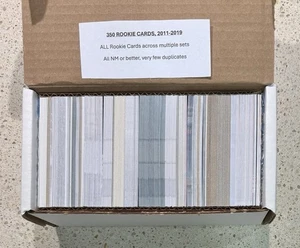 350 ROOKIE CARDS, 2011-2019
ALL Rookie Cards across multiple sets
All NM or better, very few duplicates